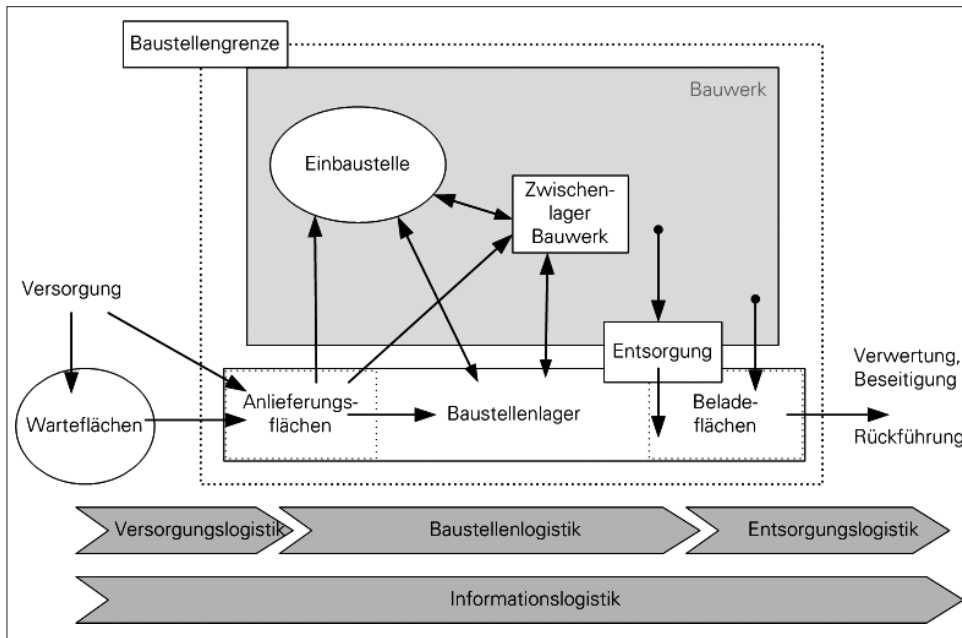 Baustellengrenze
Bauwerk
Einbaustelle
Zwischen-
lager
Bauwerk
Versorgung
Entsorgung
Verwertung,
Beseitigung
Warteflächen
Anlieferungs-
flächen
Baustellenlager
Belade-
flächen
Rückführung
Versorgungslogistik
Baustellenlogistik
Entsorgungslogistik
Informationslogistik